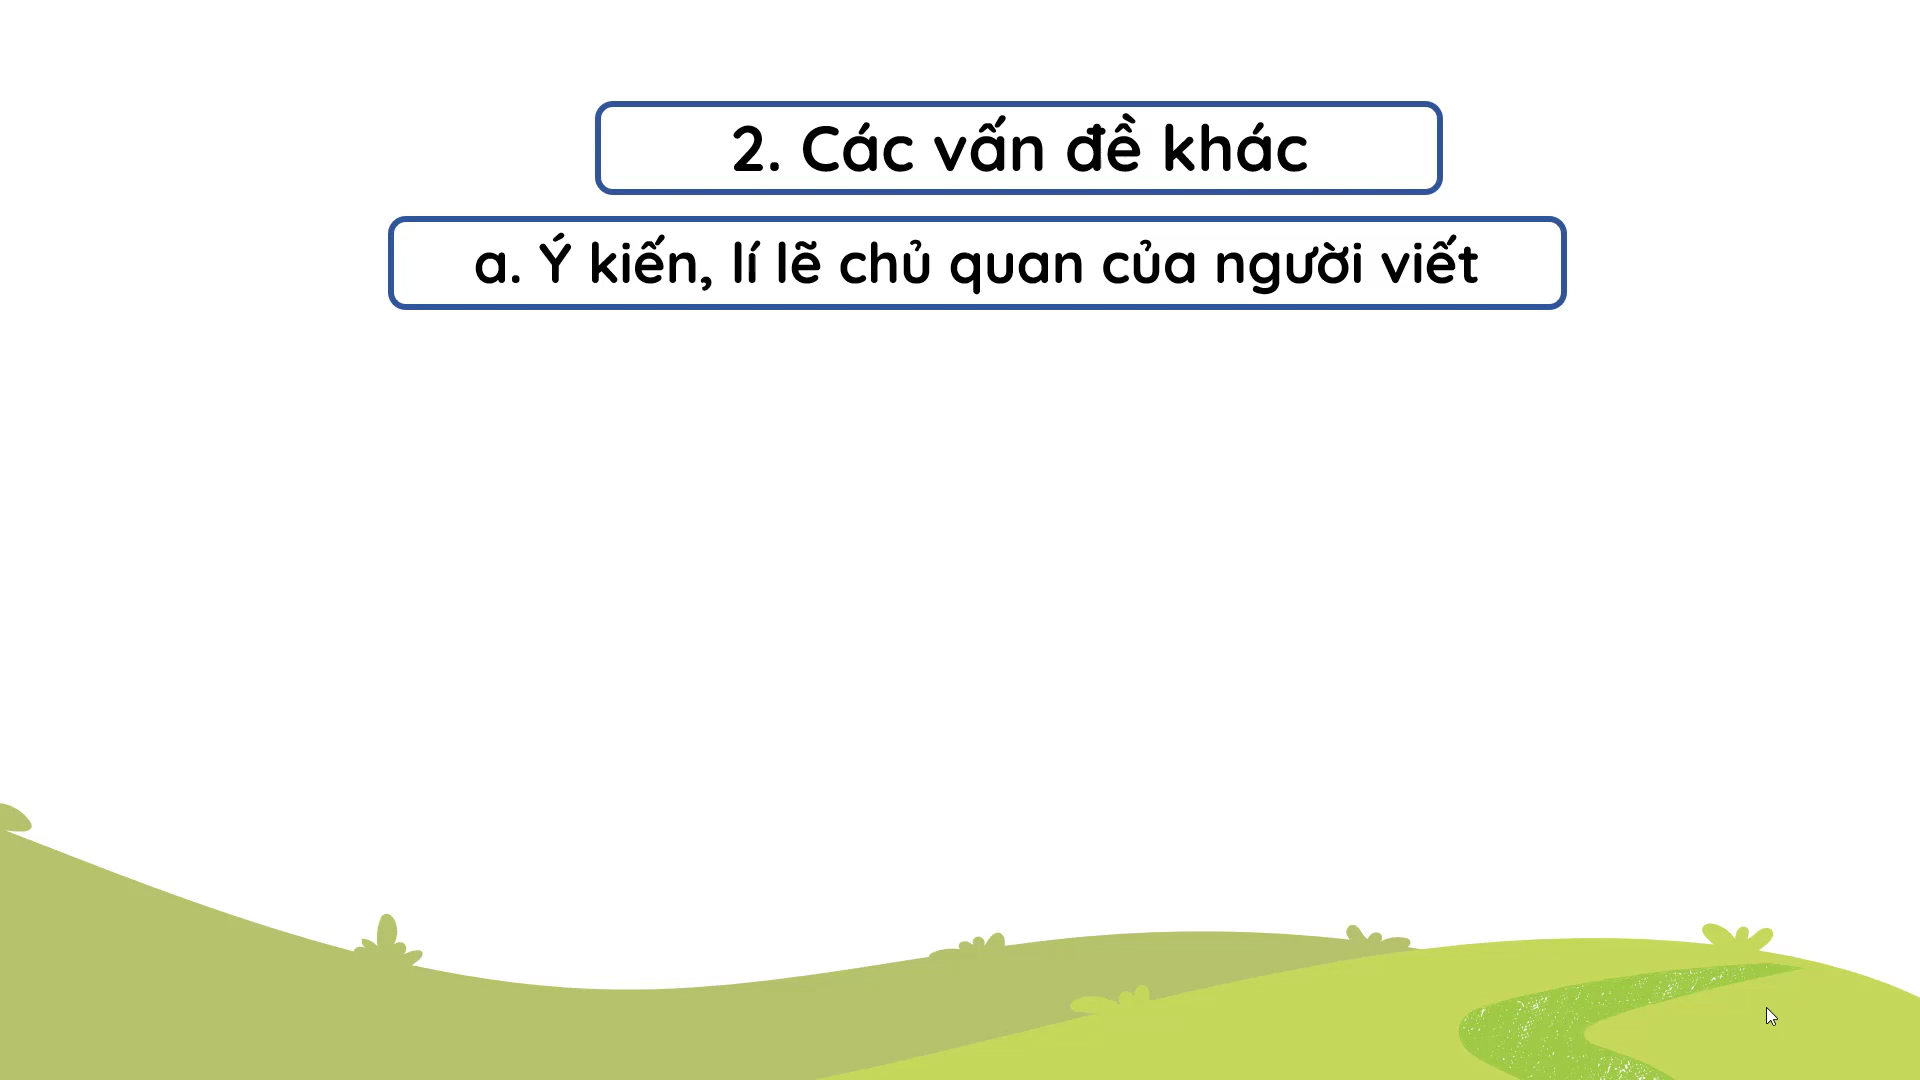 2. Các vấn đề khác
a. Ý kiến, lí lẽ chủ quan của người viết